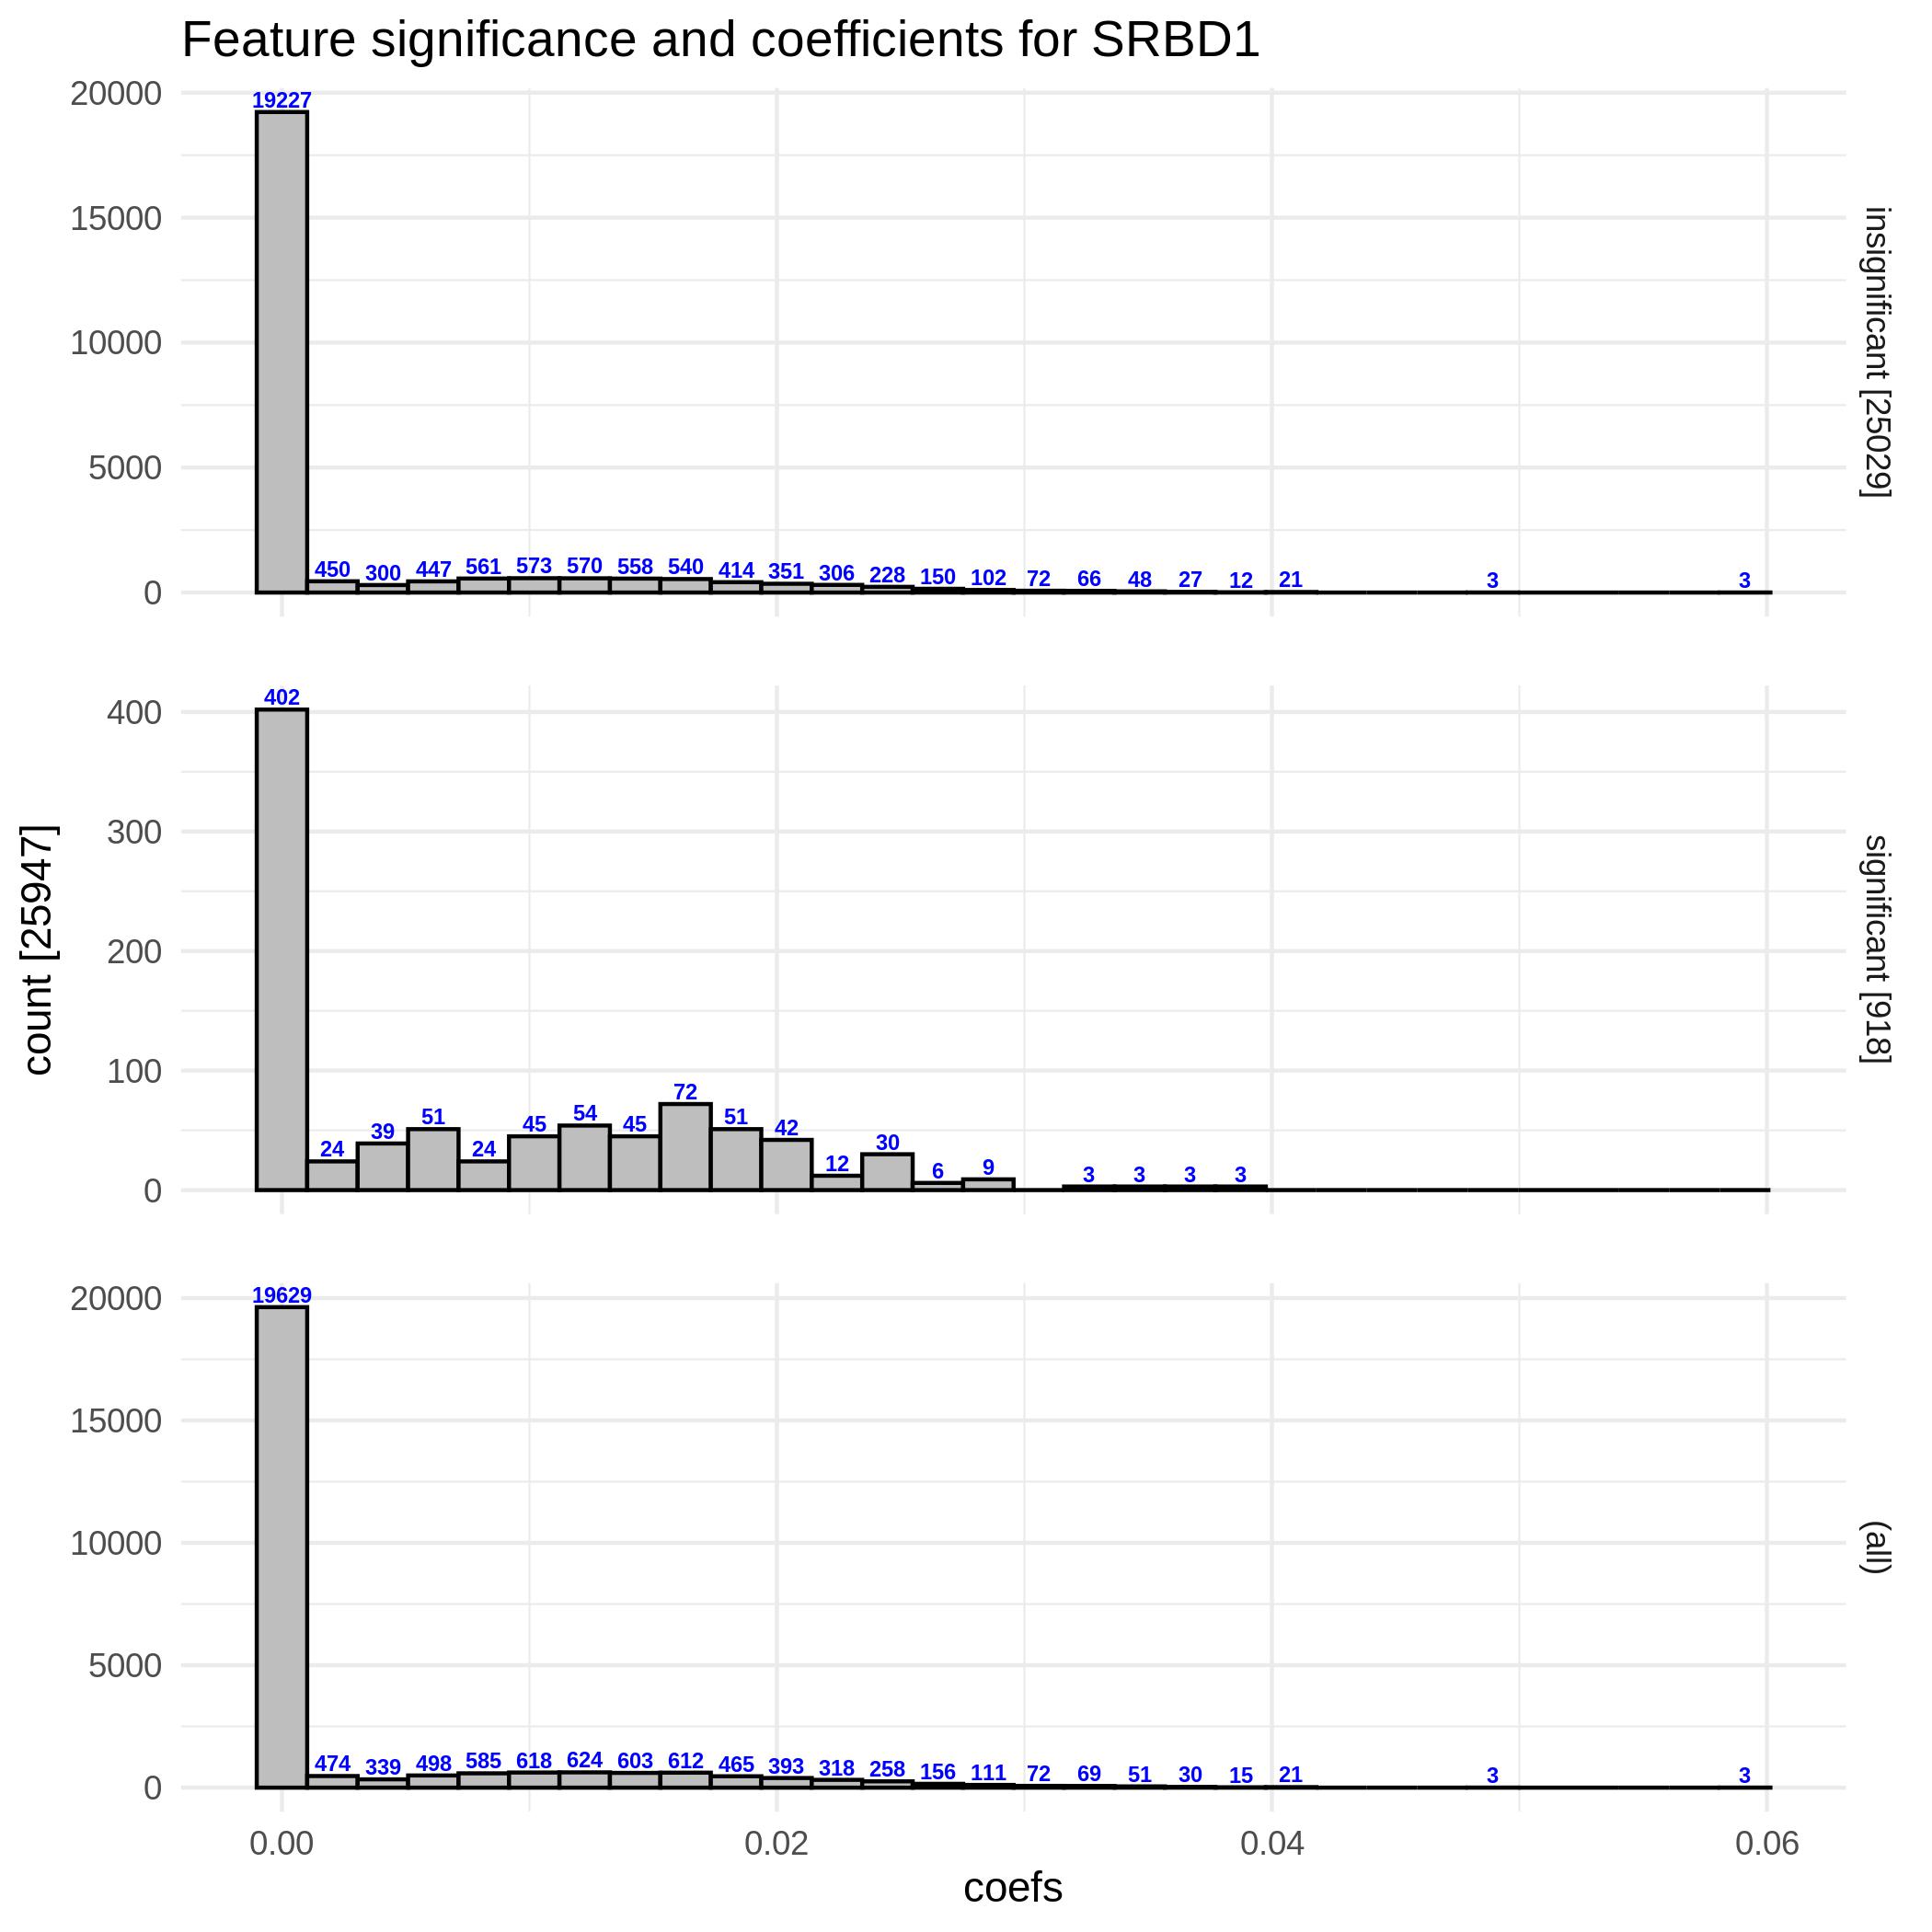 Feature significance and coefficients for SRBD1
20000
15000
10000
5000
0
19227
450 300 447 561 573 570 558 540 414 351 306 228 150 102 72 66 48 27 12 21 3 3
insignificant [25029]
count [25947]
400
300
200
100
0
402
24 39 51 24 45 54 45 72 51 42 12 30 6 9 3 3 3 3
significant [918]
20000
15000
10000
5000
0
19629
474 339 498 585 618 624 603 612 465 393 318 258 156 111 72 69 51 30 15 21 3 3
(all)
0.00 0.02 0.04 0.06
coefs